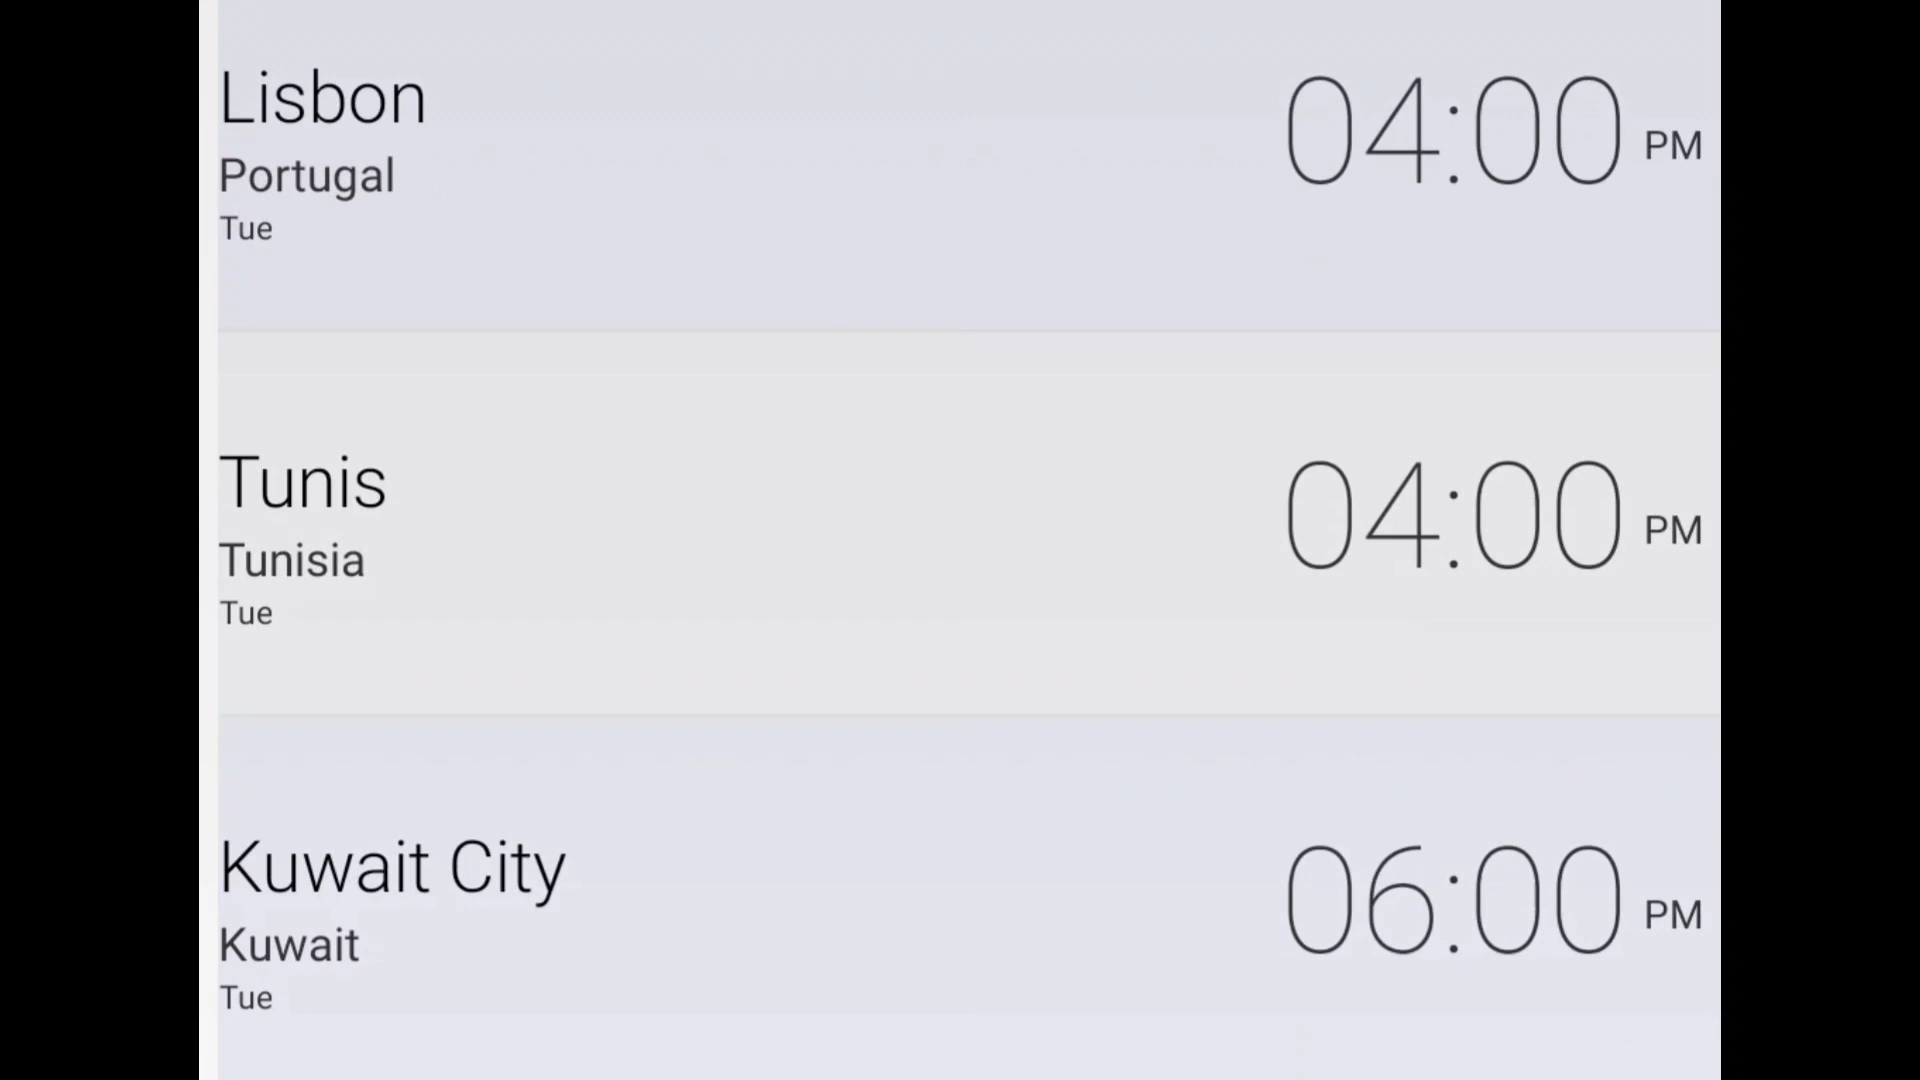 Lisbon
04:00 PM
Portugal
Tue
Tunis
04:00 PM
Tunisia
Tue
Kuwait City
06:00 PM
Kuwait
Tue